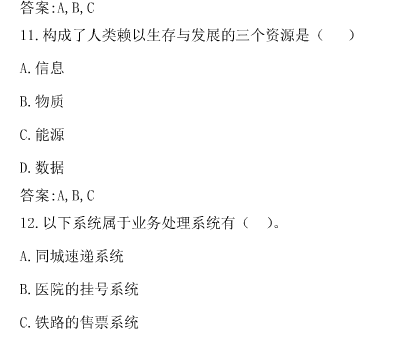 答案:A,B,C
11.构成了人类赖以生存与发展的三个资源是（　　）
A.信息
B.物质
C.能源
D.数据
答案:A,B,C
12.以下系统属于业务处理系统有（　）。
A.同城速递系统
B.医院的挂号系统
C.铁路的售票系统